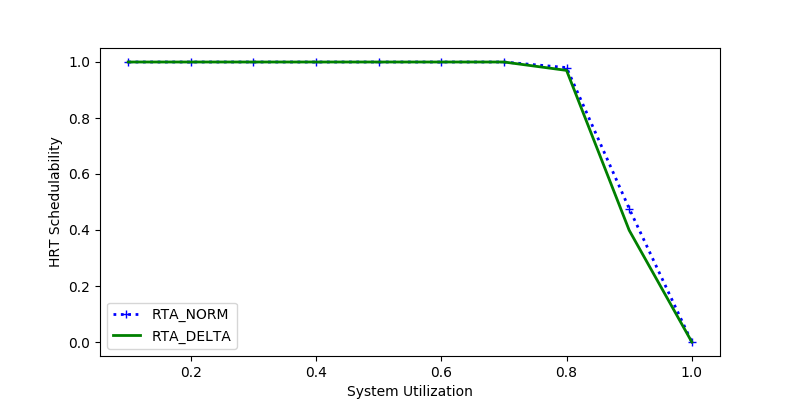 1.0
0.8
0.6
0.4
0.2
0.0
HRT Schedulability
RTA_NORM
RTA_DELTA
0.2 0.4 0.6 0.8 1.0
System Utilization